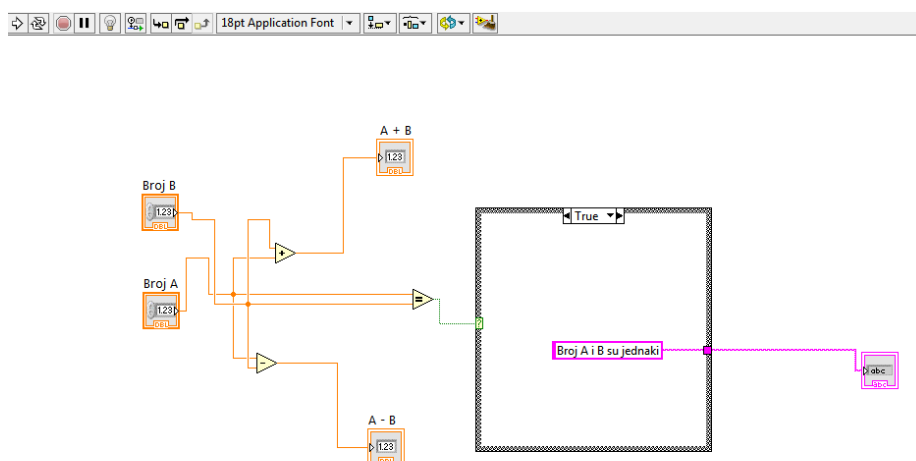 18pt Application Font
A + B
1.23
DBL
Broj B
1.23
DBL
True
+
Broj A
1.23
DBL
=
?
Broj A i B su jednaki
-
abc
abc
A - B
1.23
DBL